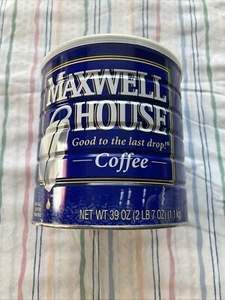 MAXWELL
HOUSE
Good to the last drop!™
Coffee
NET WT 39 OZ (2 LB 7 OZ) (1.1 kg)